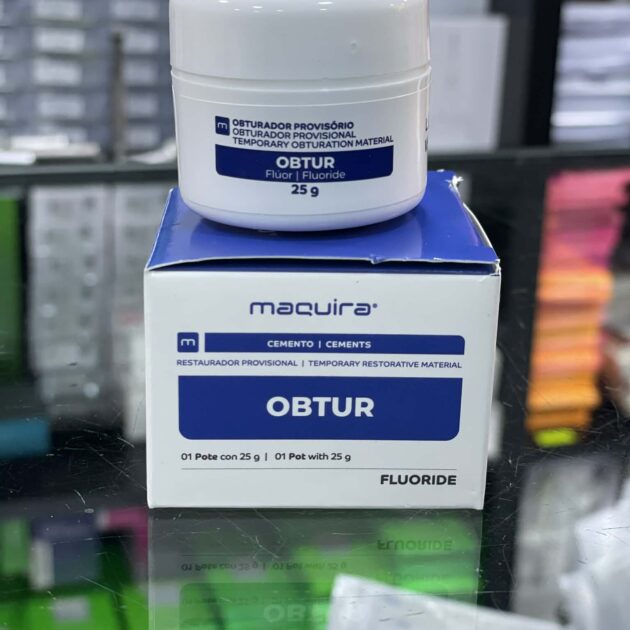 m OBTURADOR PROVISÓRIO
OBTURADOR PROVISIONAL
TEMPORARY OBTURATION MATERIAL
OBTUR
Flúor | Fluoride
25 g
maquira®
m CEMENTO | CEMENTS
RESTAURADOR PROVISIONAL | TEMPORARY RESTORATIVE MATERIAL
OBTUR
01 Pote con 25 g | 01 Pot with 25 g
FLUORIDE